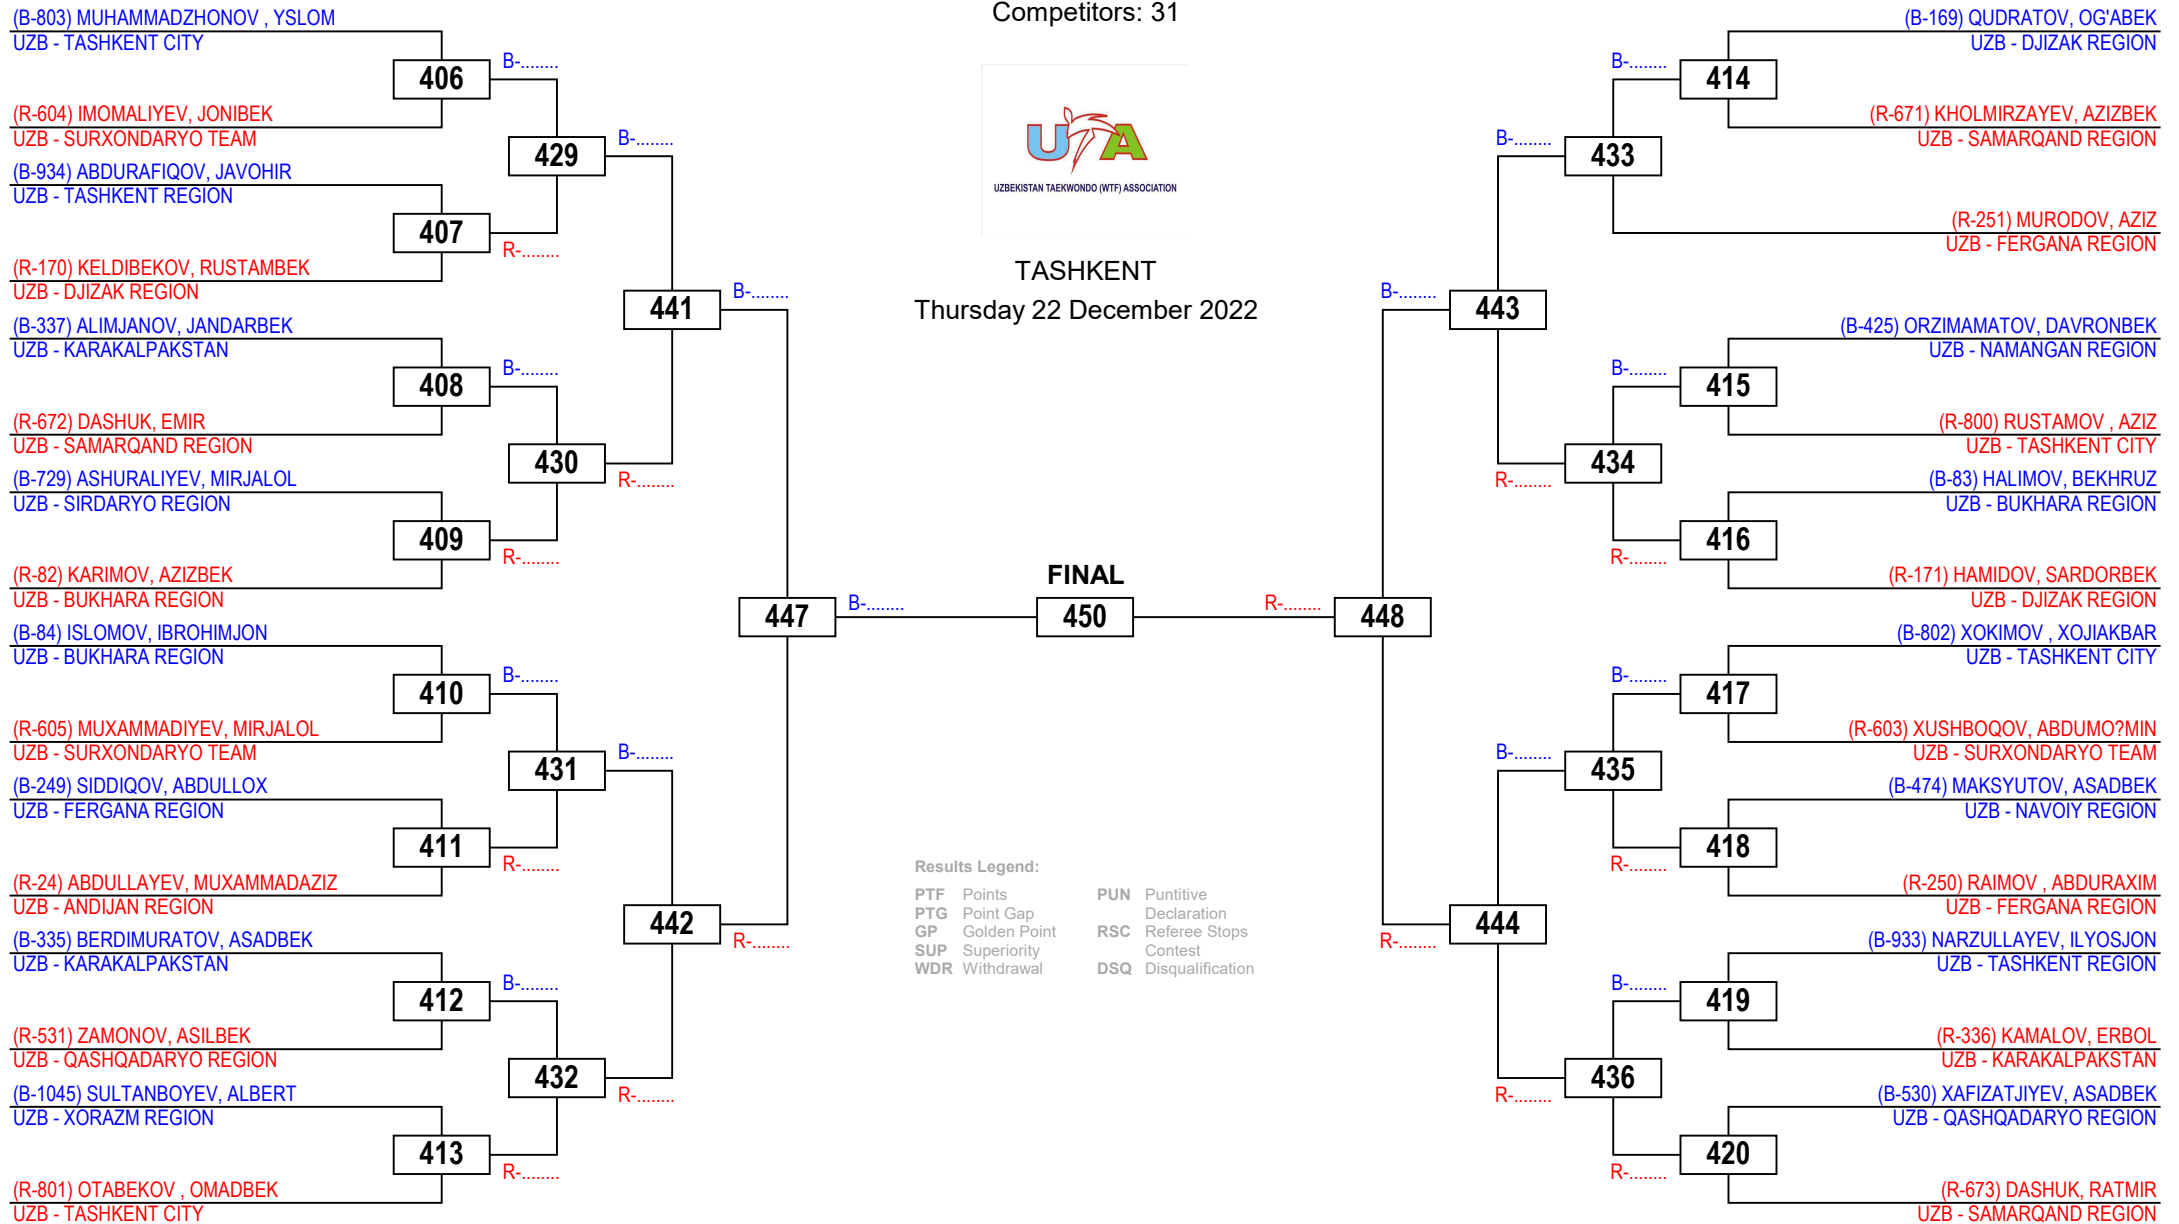 Competitors: 31
UTA
UZBEKISTAN TAEKWONDO (WTF) ASSOCIATION
TASHKENT
Thursday 22 December 2022
(B-803) MUHAMMADZHONOV , YSLOM
UZB - TASHKENT CITY
406
B-........
(R-604) IMOMALIYEV, JONIBEK
UZB - SURXONDARYO TEAM
429
B-........
(B-934) ABDURAFIQOV, JAVOHIR
UZB - TASHKENT REGION
407
R-........
(R-170) KELDIBEKOV, RUSTAMBEK
UZB - DJIZAK REGION
441
B-........
(B-337) ALIMJANOV, JANDARBEK
UZB - KARAKALPAKSTAN
408
B-........
(R-672) DASHUK, EMIR
UZB - SAMARQAND REGION
430
R-........
(B-729) ASHURALIYEV, MIRJALOL
UZB - SIRDARYO REGION
409
R-........
(R-82) KARIMOV, AZIZBEK
UZB - BUKHARA REGION
447
B-........
(B-84) ISLOMOV, IBROHIMJON
UZB - BUKHARA REGION
410
B-........
(R-605) MUXAMMADIYEV, MIRJALOL
UZB - SURXONDARYO TEAM
431
B-........
(B-249) SIDDIQOV, ABDULLOX
UZB - FERGANA REGION
411
R-........
(R-24) ABDULLAYEV, MUXAMMADAZIZ
UZB - ANDIJAN REGION
442
R-........
(B-335) BERDIMURATOV, ASADBEK
UZB - KARAKALPAKSTAN
412
B-........
(R-531) ZAMONOV, ASILBEK
UZB - QASHQADARYO REGION
432
R-........
(B-1045) SULTANBOYEV, ALBERT
UZB - XORAZM REGION
413
R-........
(R-801) OTABEKOV , OMADBEK
UZB - TASHKENT CITY
FINAL
450
Results Legend:
PTF Points
PTG Point Gap
GP Golden Point
SUP Superiority
WDR Withdrawal
PUN Puntitive
Declaration
RSC Referee Stops
Contest
DSQ Disqualification
(B-169) QUDRATOV, OG'ABEK
UZB - DJIZAK REGION
B-........
414
(R-671) KHOLMIRZAYEV, AZIZBEK
UZB - SAMARQAND REGION
B-........
433
(R-251) MURODOV, AZIZ
UZB - FERGANA REGION
B-........
443
(B-425) ORZIMAMATOV, DAVRONBEK
UZB - NAMANGAN REGION
B-........
415
(R-800) RUSTAMOV , AZIZ
UZB - TASHKENT CITY
R-........
434
(B-83) HALIMOV, BEKHRUZ
UZB - BUKHARA REGION
R-........
416
(R-171) HAMIDOV, SARDORBEK
UZB - DJIZAK REGION
R-........
448
(B-802) XOKIMOV , XOJIAKBAR
UZB - TASHKENT CITY
B-........
417
(R-603) XUSHBOQOV, ABDUMO?MIN
UZB - SURXONDARYO TEAM
B-........
435
(B-474) MAKSYUTOV, ASADBEK
UZB - NAVOIY REGION
R-........
418
(R-250) RAIMOV , ABDURAXIM
UZB - FERGANA REGION
R-........
444
(B-933) NARZULLAYEV, ILYOSJON
UZB - TASHKENT REGION
B-........
419
(R-336) KAMALOV, ERBOL
UZB - KARAKALPAKSTAN
R-........
436
(B-530) XAFIZATJIYEV, ASADBEK
UZB - QASHQADARYO REGION
R-........
420
(R-673) DASHUK, RATMIR
UZB - SAMARQAND REGION